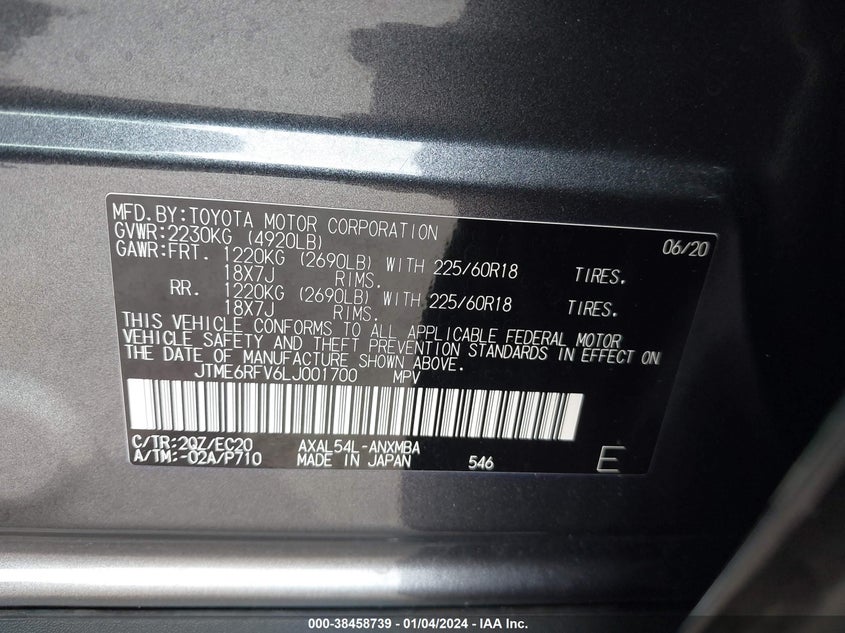 MFD.BY:TOYOTA MOTOR CORPORATION 06/20
GVWR:2230KG (4920LB)
GAWR:FRT. 1220KG (2690LB) WITH 225/60R18 TIRES.
18X7J RIMS.
RR. 1220KG (2690LB) WITH 225/60R18 TIRES.
18X7J RIMS.
THIS VEHICLE CONFORMS TO ALL APPLICABLE FEDERAL MOTOR
VEHICLE SAFETY AND THEFT PREVENTION STANDARDS IN EFFECT ON
THE DATE OF MANUFACTURE SHOWN ABOVE.
JTME6RFV6LJ001700 MPV
C/TR:2QZ/EC20 AXAL54L-ANXMBA
A/TM:-02A/P710 MADE IN JAPAN 546 E
000-38458739 - 01/04/2024 - IAA Inc.